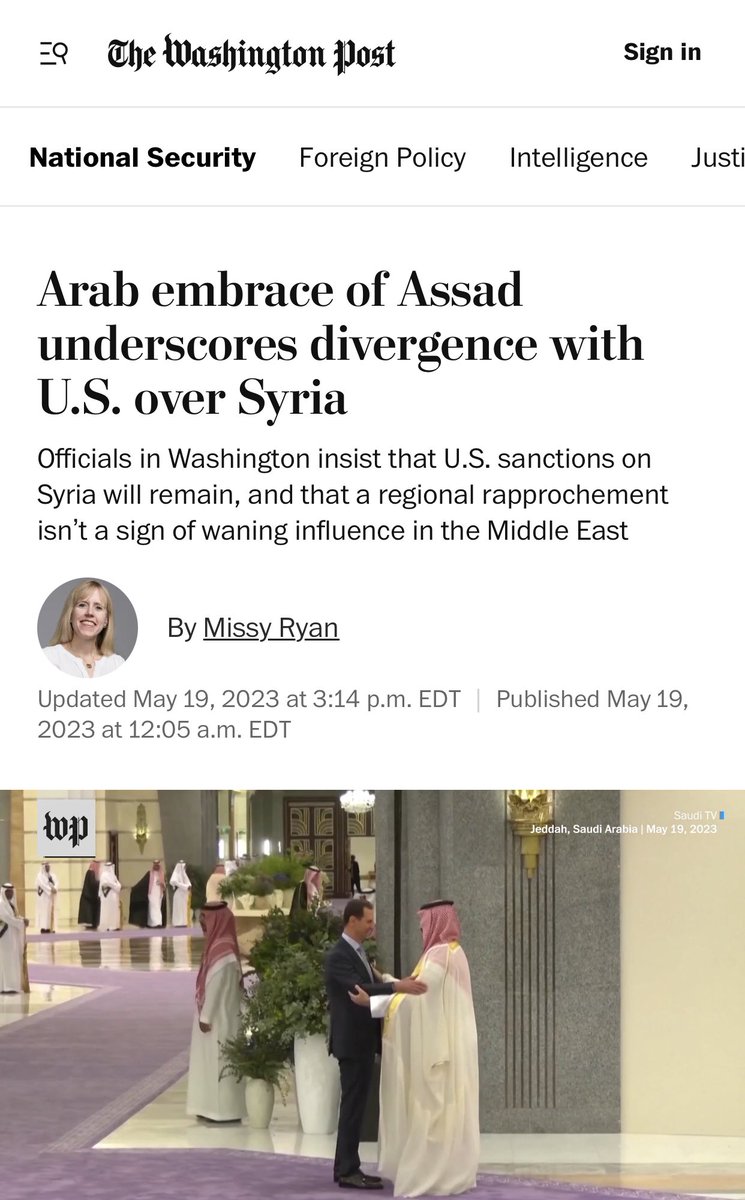 The Washington Post
Sign in
National Security
Foreign Policy
Intelligence
Justi
Arab embrace of Assad
underscores divergence with
U.S. over Syria
Officials in Washington insist that U.S. sanctions on
Syria will remain, and that a regional rapprochement
isn’t a sign of waning influence in the Middle East
By Missy Ryan
Updated May 19, 2023 at 3:14 p.m. EDT | Published May 19,
2023 at 12:05 a.m. EDT
wp
Saudi TV
Jeddah, Saudi Arabia | May 19, 2023